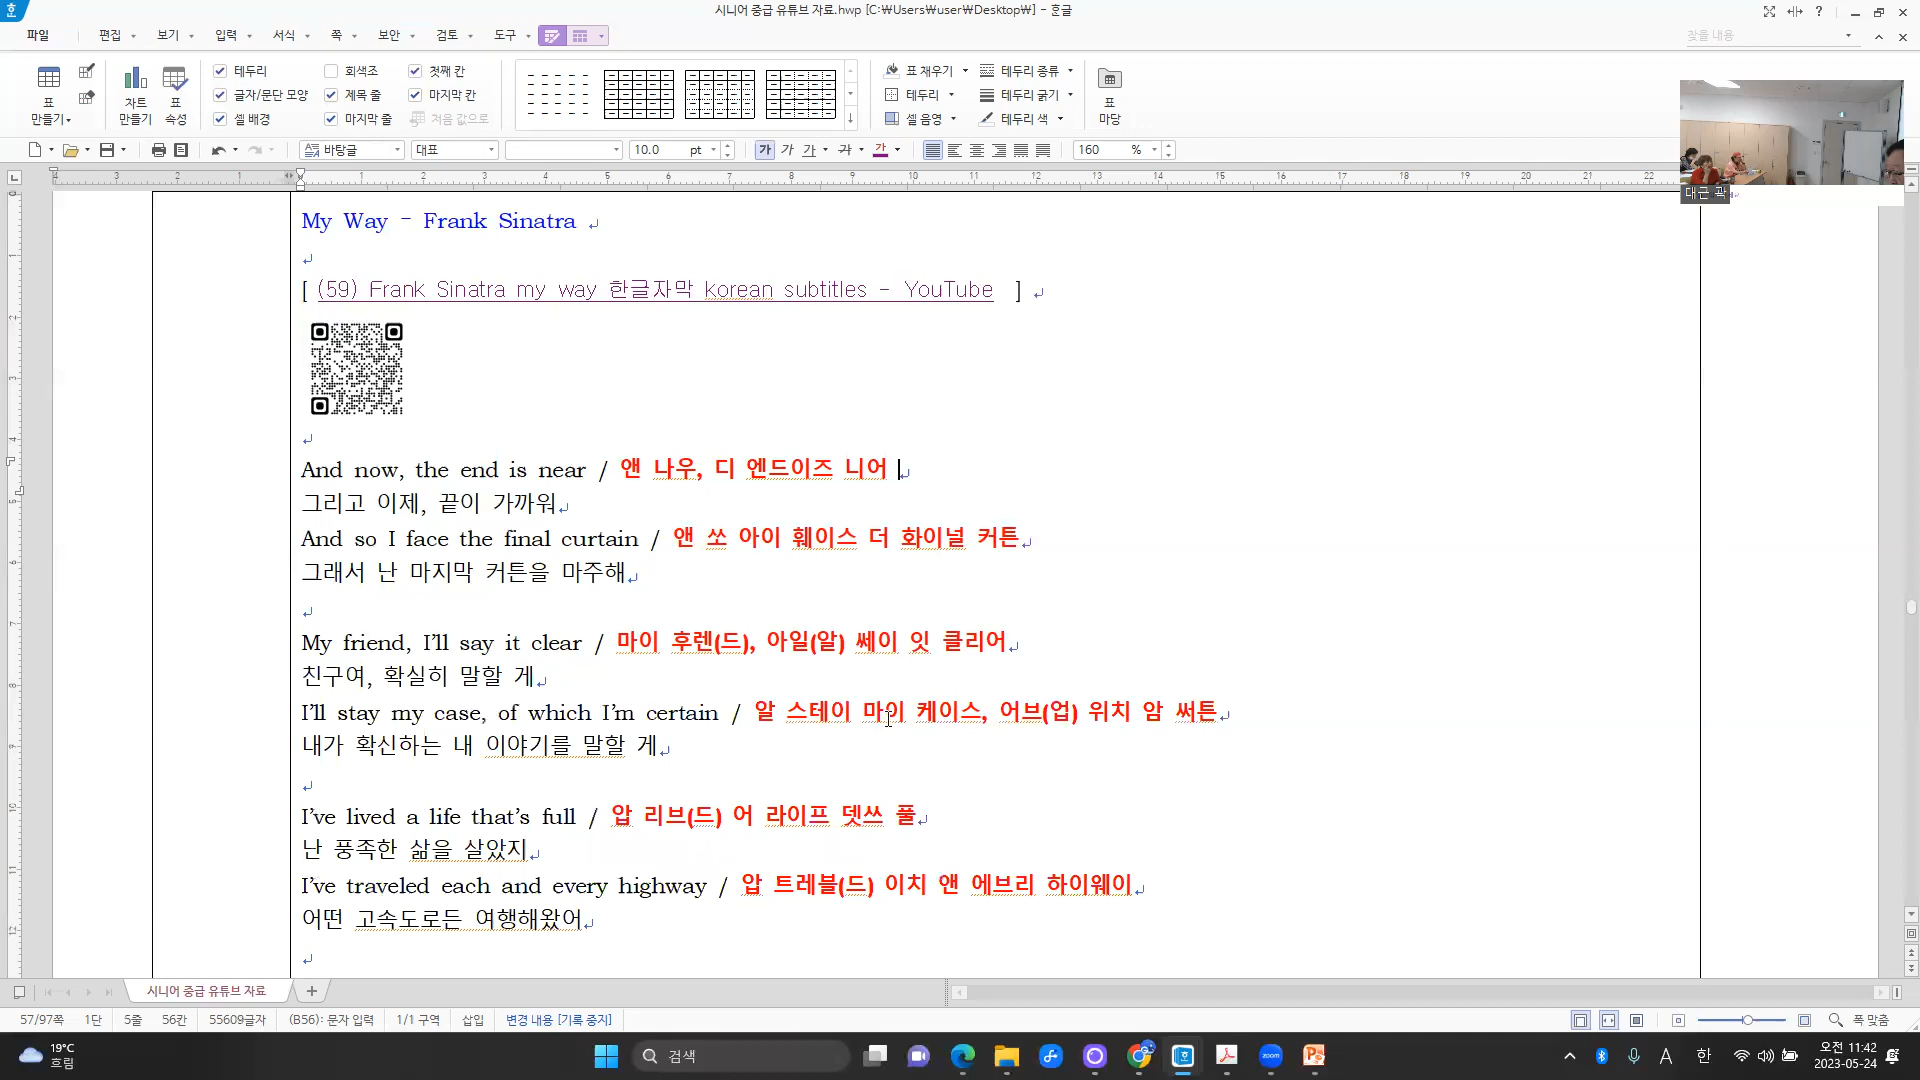 시니어 중급 유튜브 자료.hwp [C:₩Users₩user₩Desktop₩] - 훈글
파일 편집 보기 입력 서식 쪽 보안 검토 도구 찾을 내용
표 만들기 차트 만들기 표 속성
테두리 회색조 첫째 칸
글자/문단 모양 제목 줄 마지막 칸
셀 배경 마지막 줄 처음 값으로
표 채우기 테두리 종류
테두리 테두리 굵기
셀 음영 테두리 색
표 마당
바탕글 대표 10.0 pt 가 가 가 가 가 160 %
대근 곽
My Way - Frank Sinatra
[ (59) Frank Sinatra my way 한글자막 korean subtitles - YouTube ]
And now, the end is near / 앤 나우, 디 엔드이즈 니어
그리고 이제, 끝이 가까워
And so I face the final curtain / 앤 쏘 아이 훼이스 더 화이널 커튼
그래서 난 마지막 커튼을 마주해
My friend, I'll say it clear / 마이 후렌(드), 아일(알) 쎄이 잇 클리어
친구여, 확실히 말할 게
I'll stay my case, of which I'm certain / 알 스테이 마이 케이스, 어브(업) 위치 암 써튼
내가 확신하는 내 이야기를 말할 게
I've lived a life that's full / 압 리브(드) 어 라이프 뎃쓰 풀
난 풍족한 삶을 살았지
I've traveled each and every highway / 압 트레블(드) 이치 앤 에브리 하이웨이
어떤 고속도로든 여행해왔어
시니어 중급 유튜브 자료
57/97쪽 1단 5줄 56칸 55609글자 (B56): 문자 입력 1/1 구역 삽입 변경 내용 [기록 중지] 폭 맞춤
19°C
흐림
검색
zoom
A 한
오전 11:42
2023-05-24